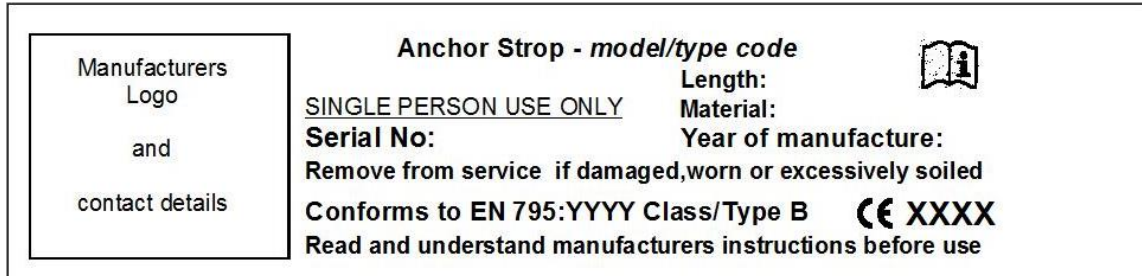 Manufacturers
Logo
and
contact details
Anchor Strop - model/type code
Length:
SINGLE PERSON USE ONLY
Material:
Serial No:
Year of manufacture:
Remove from service  if damaged,worn or excessively soiled
Conforms to EN 795:YYYY Class/Type B
CE XXXX
Read and understand manufacturers instructions before use